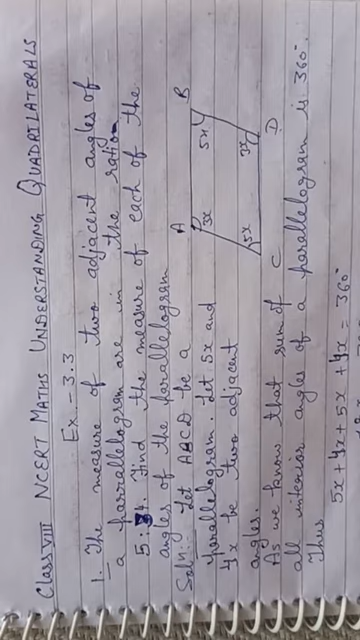 Class VIII NCERT MATHS UNDERSTANDING QUADRILATERALS
Ex - 3.3
1. The measure of two adjacent angles of
a parallelogram are in the ratio
5:4. Find the measure of each of the
angles of the parallelogram
Solⁿ:- Let ABCD be a
parallelogram. Let 5x and
4x be two adjacent
angles.
A
B
3x
5x
5x
3x
C
D
As we know that sum of
all interior angles of a parallelogram is 360°.
Thus
5x+4x+5x+4x = 360°